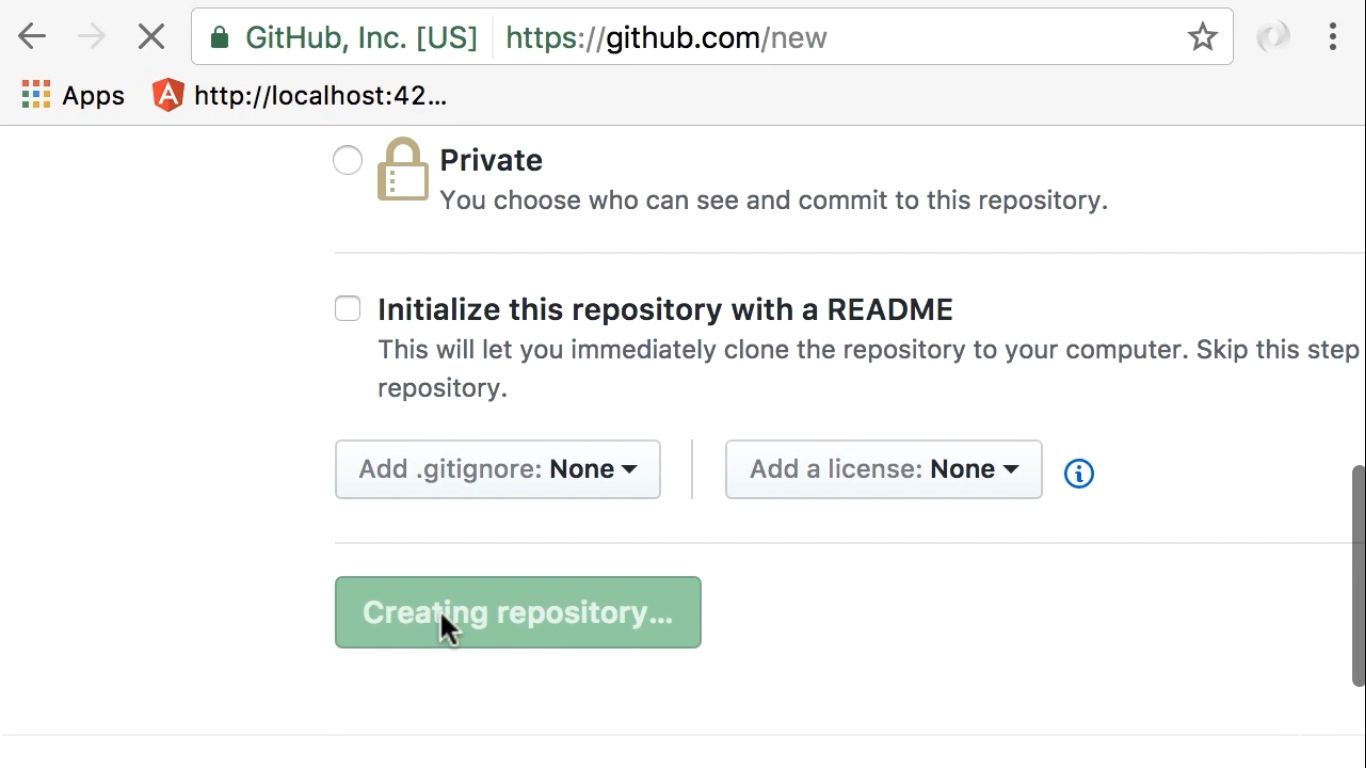 GitHub, Inc. [US] https://github.com/new
Apps http://localhost:42...
Private
You choose who can see and commit to this repository.
Initialize this repository with a README
This will let you immediately clone the repository to your computer. Skip this step
repository.
Add .gitignore: None Add a license: None
Creating repository...